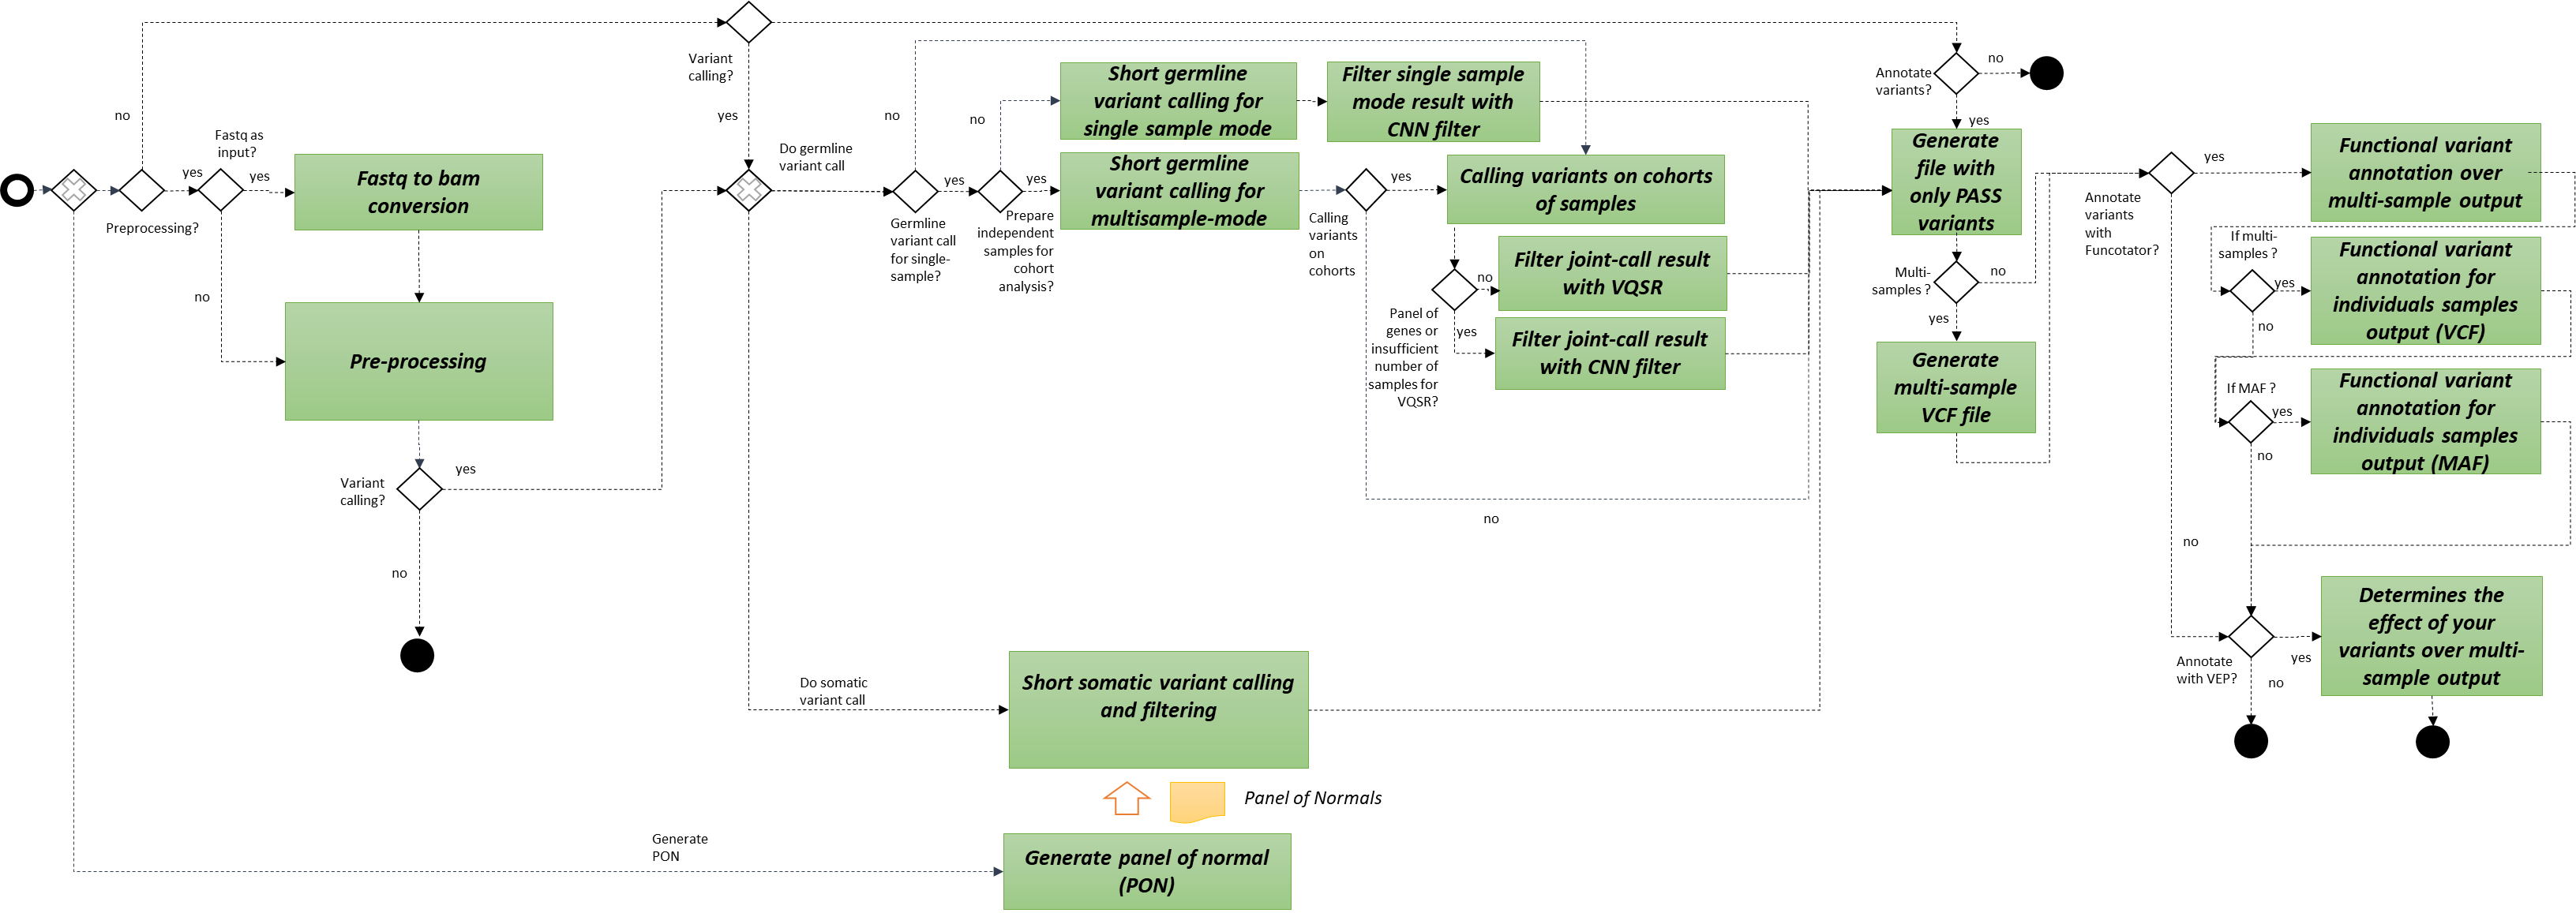 Variant
calling?
no
yes
Preprocessing?
yes
Fastq as
input?
yes
no
Fastq to bam
conversion
Pre-processing
Variant
calling?
yes
no
Do germline
variant call
no
Germline
variant call
for single-
sample?
yes
no
yes
Prepare
independent
samples for
cohort
analysis?
Short germline
variant calling for
single sample mode
Filter single sample
mode result with
CNN filter
Short germline
variant calling for
multisample-mode
Calling
variants
on
cohorts
yes
no
Calling variants on cohorts
of samples
no
yes
Panel of
genes or
insufficient
number of
samples for
VQSR?
Filter joint-call result
with VQSR
Filter joint-call result
with CNN filter
Do somatic
variant call
Short somatic variant calling
and filtering
Panel of Normals
Generate
PON
Generate panel of normal
(PON)
Annotate
variants?
no
yes
Generate
file with
only PASS
variants
Multi-
samples ?
no
yes
Generate
multi-sample
VCF file
Annotate
variants
with
Funcotator?
yes
no
Functional variant
annotation over
multi-sample output
If multi-
samples ?
yes
no
Functional variant
annotation for
individuals samples
output (VCF)
If MAF ?
yes
no
Functional variant
annotation for
individuals samples
output (MAF)
Annotate
with VEP?
yes
no
Determines the
effect of your
variants over multi-
sample output